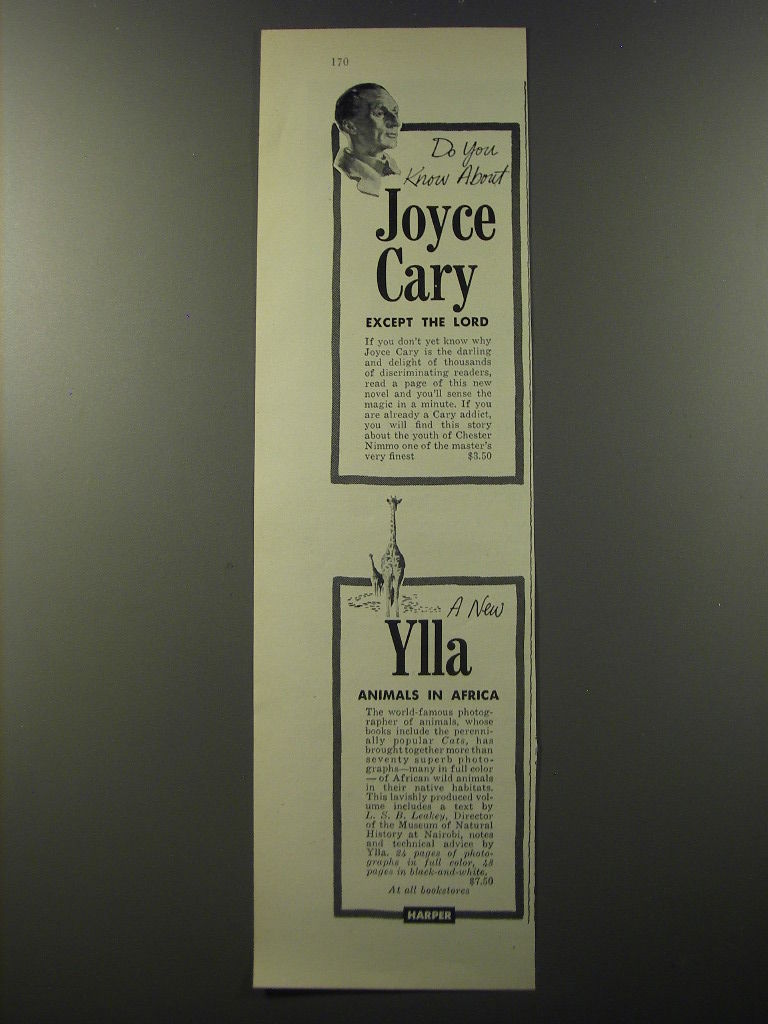 170
Do You
Know About
Joyce
Cary
EXCEPT THE LORD
If you don't yet know why
Joyce Cary is the darling
and delight of thousands
of discriminating readers,
read a page of this new
novel and you'll sense the
magic in a minute. If you
are already a Cary addict,
you will find this story
about the youth of Chester
Nimmo one of the master's
very finest $3.50
A New
Ylla
ANIMALS IN AFRICA
The world-famous photog-
rapher of animals, whose
books include the perenni-
ally popular Cats, has
brought together more than
seventy superb photo-
graphs—many in full color
—of African wild animals
in their native habitats.
This lavishly produced vol-
ume includes a text by
L. S. B. Leakey, Director
of the Museum of Natural
History at Nairobi, notes
and technical advice by
Ylla. 24 pages of photo-
graphs in full color, 48
pages in black-and-white.
$7.50
At all bookstores
HARPER